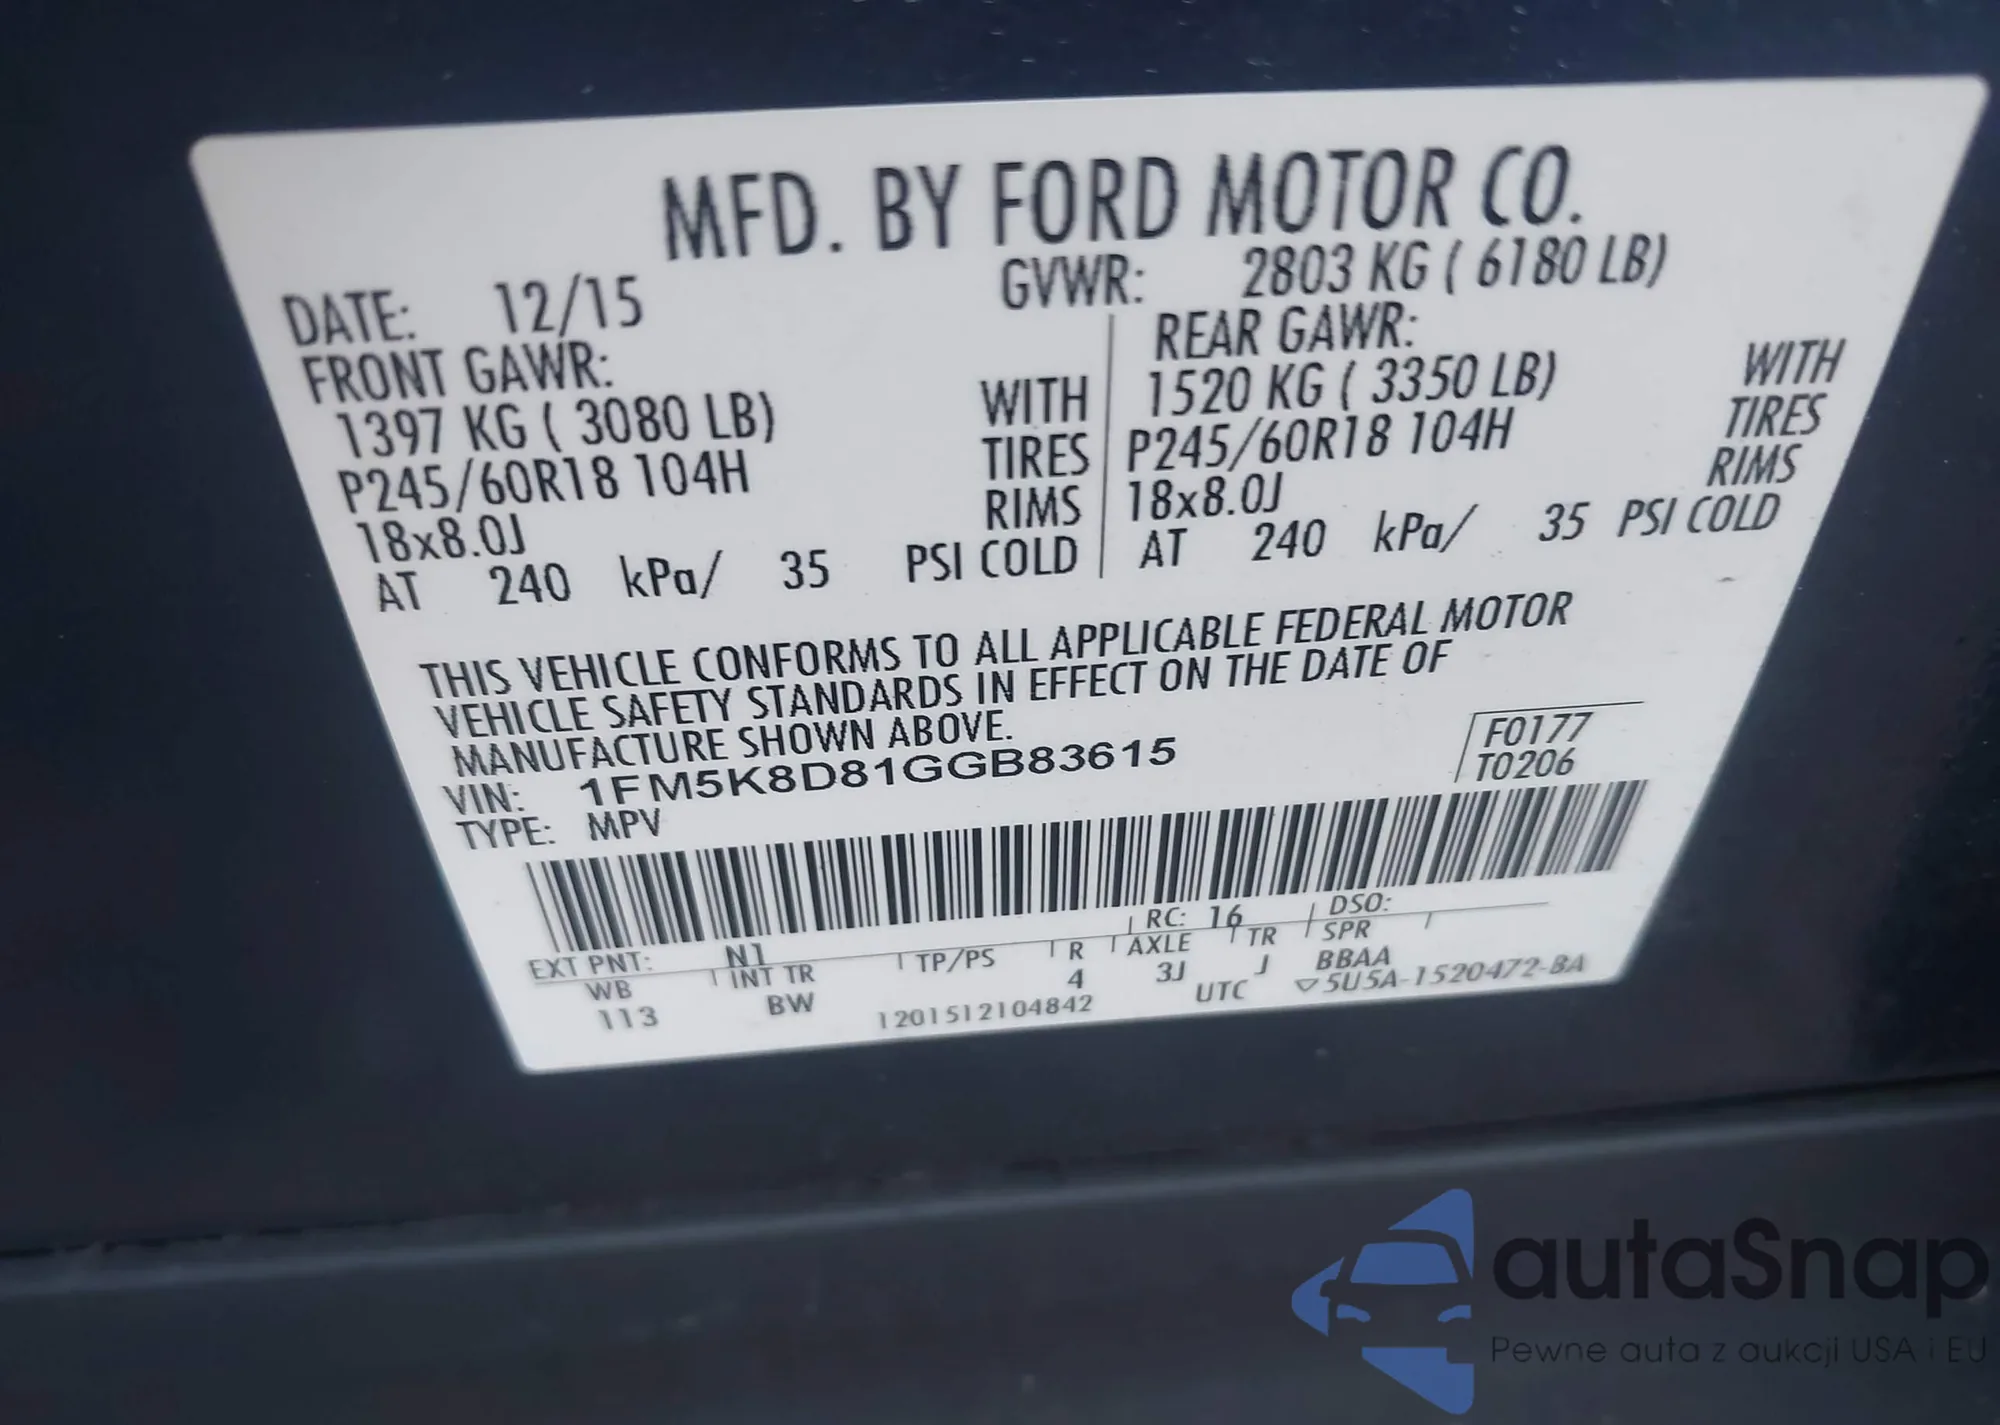 MFD. BY FORD MOTOR CO.
DATE: 12/15 GVWR: 2803 KG ( 6180 LB)
FRONT GAWR: REAR GAWR:
1397 KG ( 3080 LB) WITH 1520 KG ( 3350 LB) WITH
P245/60R18 104H TIRES P245/60R18 104H TIRES
18x8.0J RIMS 18x8.0J RIMS
AT 240 kPa/ 35 PSI COLD AT 240 kPa/ 35 PSI COLD
THIS VEHICLE CONFORMS TO ALL APPLICABLE FEDERAL MOTOR
VEHICLE SAFETY STANDARDS IN EFFECT ON THE DATE OF
MANUFACTURE SHOWN ABOVE.
VIN: 1FM5K8D81GGB83615 F0177
TYPE: MPV T0206
EXT PNT: N1 RC: 16 DSO:
WB INT TR TP/PS R AXLE TR SPR
113 BW 4 3J J BBAA
1201512104842 UTC ▽5U5A-1520472-BA
autaSnap
Pewne auta z aukcji USA i EU